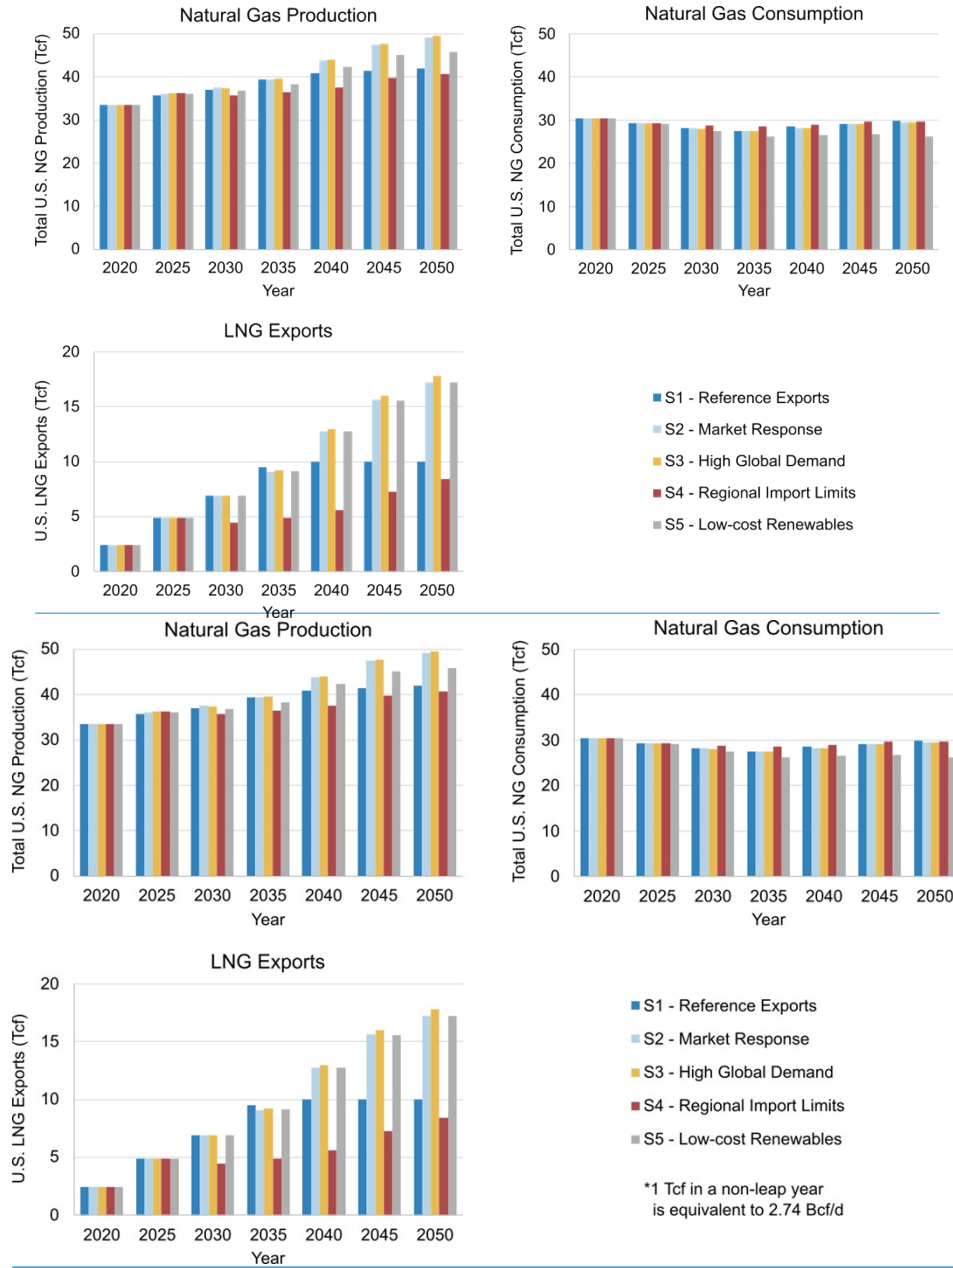 Natural Gas Production
Total U.S. NG Production (Tcf)
50
40
30
20
10
0
2020 2025 2030 2035 2040 2045 2050
Year
Natural Gas Consumption
Total U.S. NG Consumption (Tcf)
50
40
30
20
10
0
2020 2025 2030 2035 2040 2045 2050
Year
LNG Exports
U.S. LNG Exports (Tcf)
20
15
10
5
0
2020 2025 2030 2035 2040 2045 2050
Year
S1 - Reference Exports
S2 - Market Response
S3 - High Global Demand
S4 - Regional Import Limits
S5 - Low-cost Renewables
Natural Gas Production
Total U.S. NG Production (Tcf)
50
40
30
20
10
0
2020 2025 2030 2035 2040 2045 2050
Year
Natural Gas Consumption
Total U.S. NG Consumption (Tcf)
50
40
30
20
10
0
2020 2025 2030 2035 2040 2045 2050
Year
LNG Exports
U.S. LNG Exports (Tcf)
20
15
10
5
0
2020 2025 2030 2035 2040 2045 2050
Year
S1 - Reference Exports
S2 - Market Response
S3 - High Global Demand
S4 - Regional Import Limits
S5 - Low-cost Renewables
*1 Tcf in a non-leap year
is equivalent to 2.74 Bcf/d